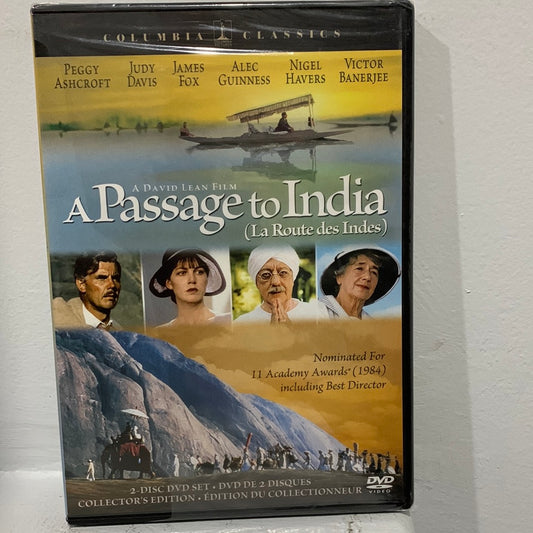 COLUMBIA CLASSICS
PEGGY ASHCROFT
JUDY DAVIS
JAMES FOX
ALEC GUINNESS
NIGEL HAVERS
VICTOR BANERJEE
A DAVID LEAN FILM
A PASSAGE TO INDIA
(LA ROUTE DES INDES)
Nominated For
11 Academy Awards® (1984)
including Best Director
2-DISC DVD SET • DVD DE 2 DISQUES
COLLECTOR'S EDITION • ÉDITION DU COLLECTIONNEUR
DVD
VIDEO